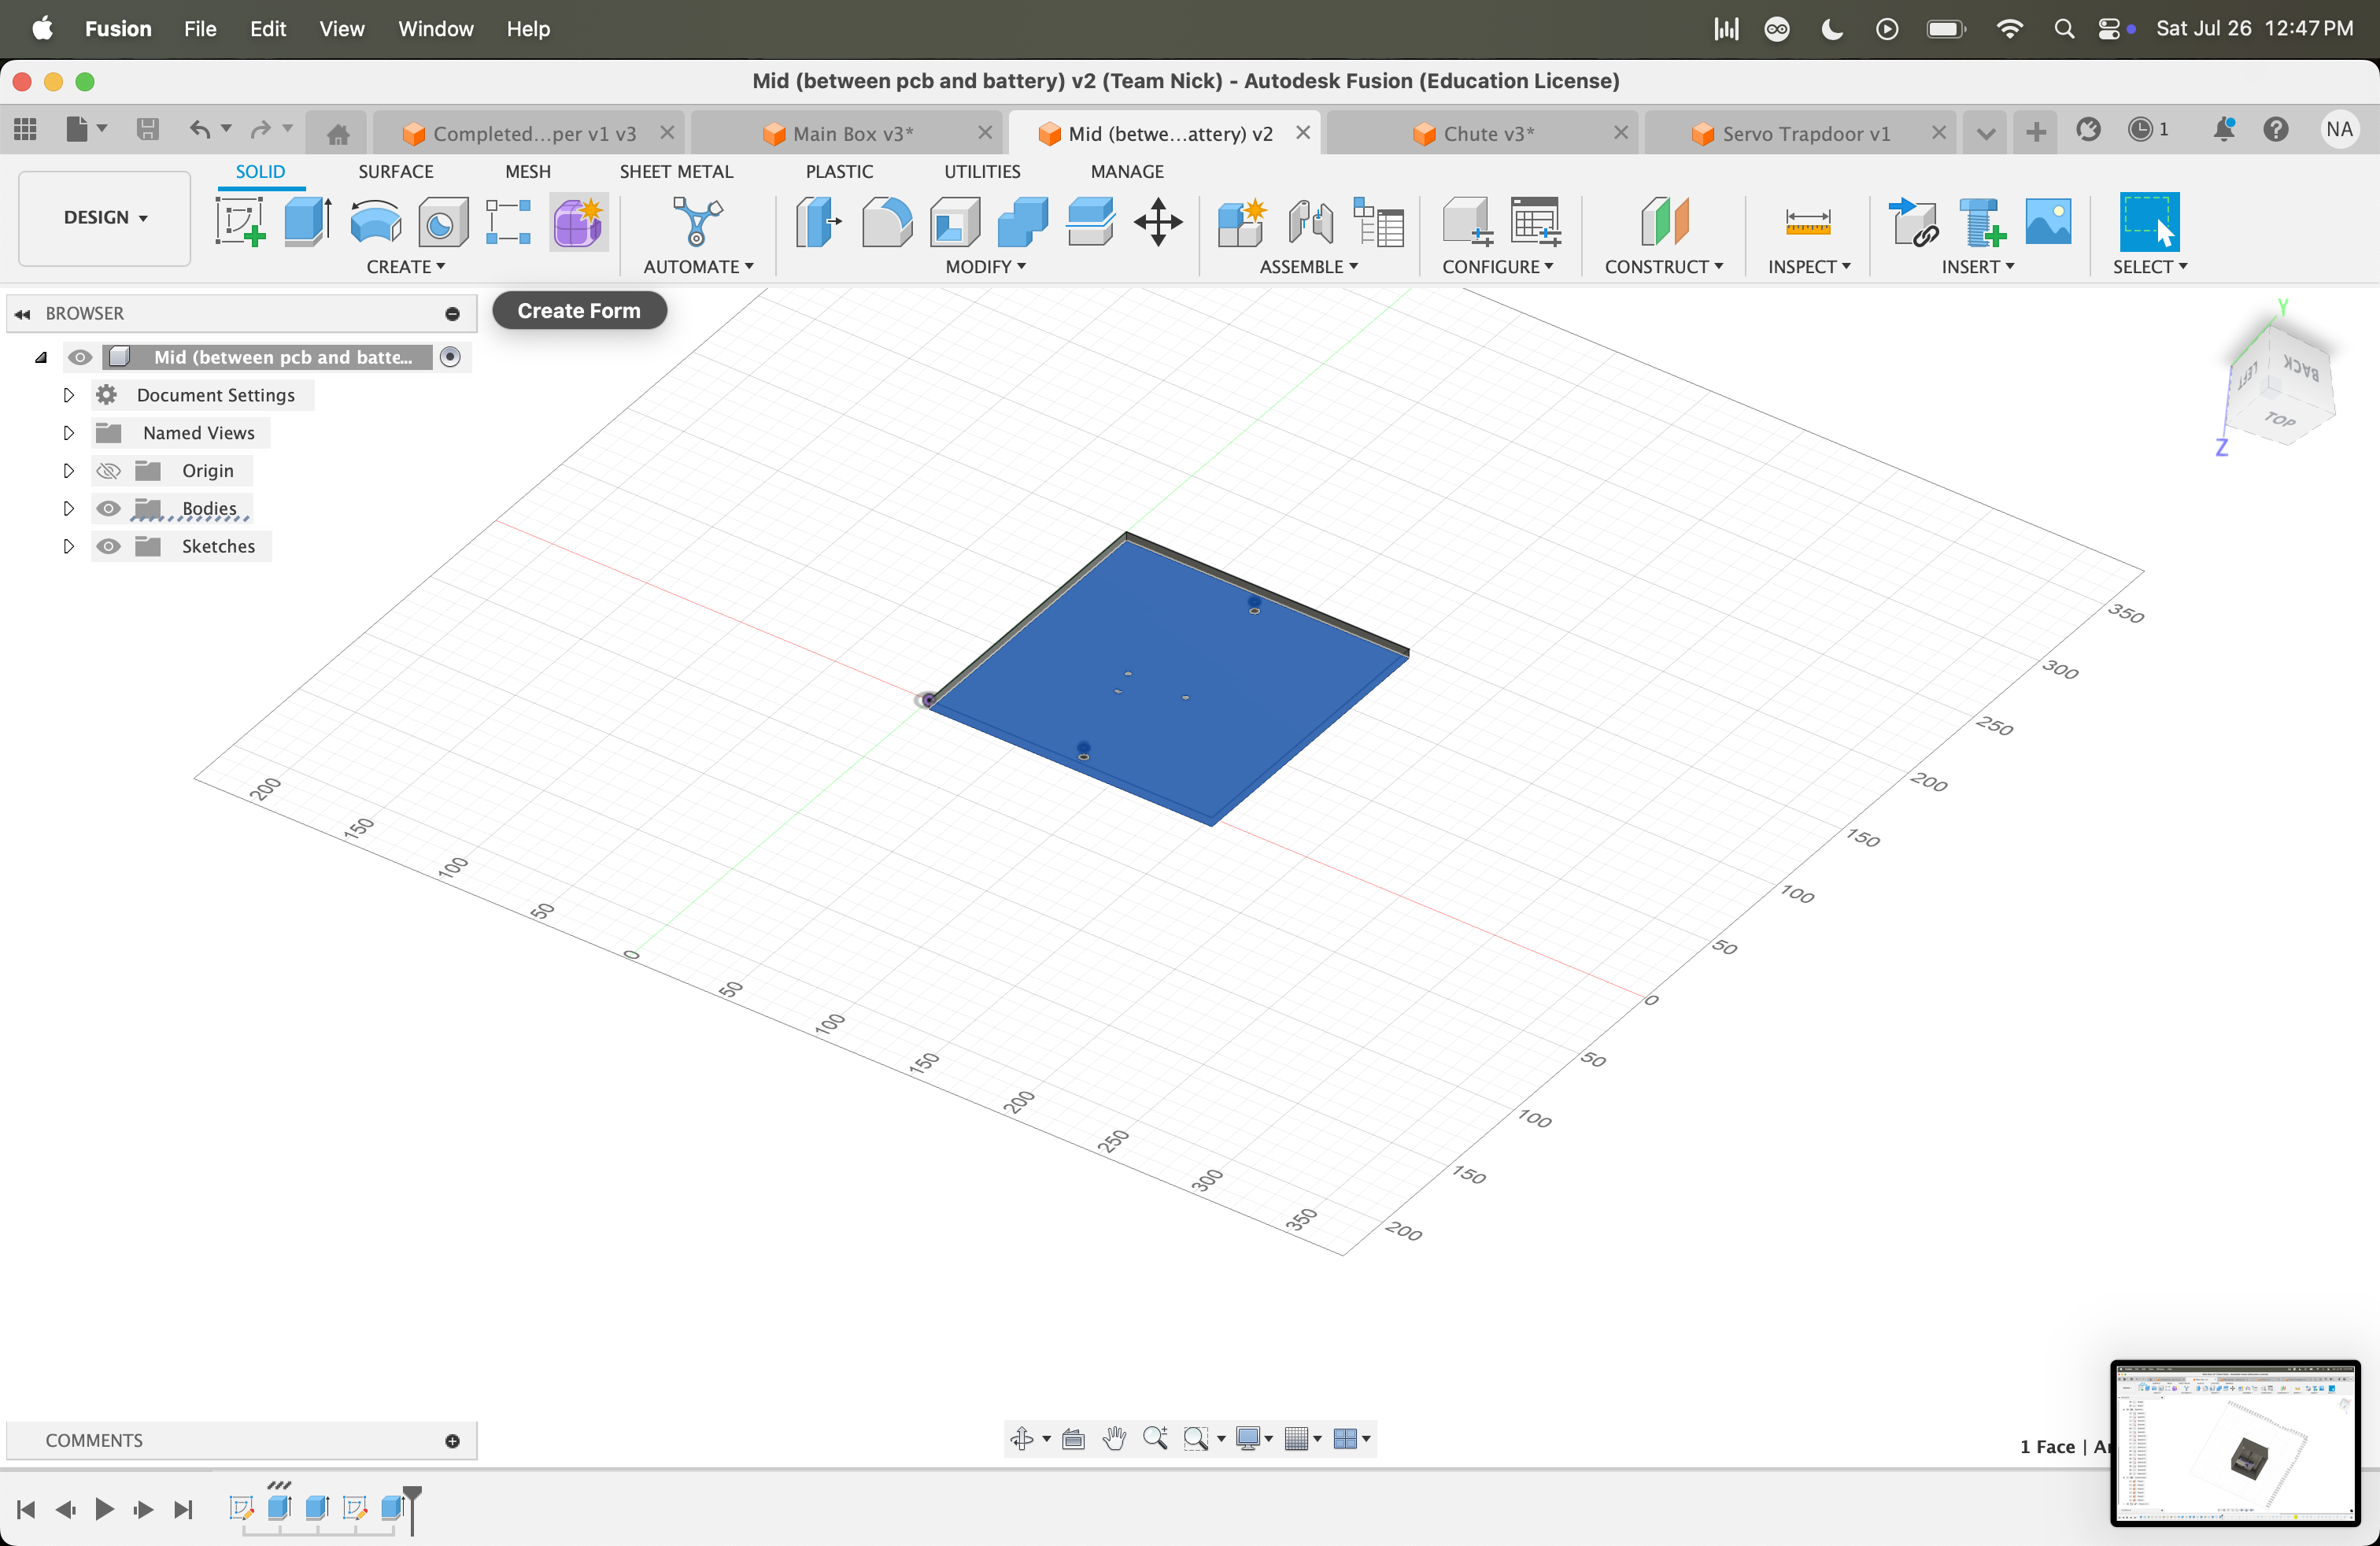 Fusion File Edit View Window Help Sat Jul 26 12:47 PM
Mid (between pcb and battery) v2 (Team Nick) - Autodesk Fusion (Education License)
Completed...per v1 v3 Main Box v3* Mid (betwe...attery) v2 Chute v3* Servo Trapdoor v1 1 NA
SOLID SURFACE MESH SHEET METAL PLASTIC UTILITIES MANAGE
DESIGN
CREATE AUTOMATE MODIFY ASSEMBLE CONFIGURE CONSTRUCT INSPECT INSERT SELECT
BROWSER
Create Form
Mid (between pcb and batte...
Document Settings
Named Views
Origin
Bodies
Sketches
Y
LEFT BACK
TOP
Z
350
300
250
200
150
100
50
0
50
100
150
200
200
150
100
50
0
50
100
150
200
250
300
350
COMMENTS
1 Face |